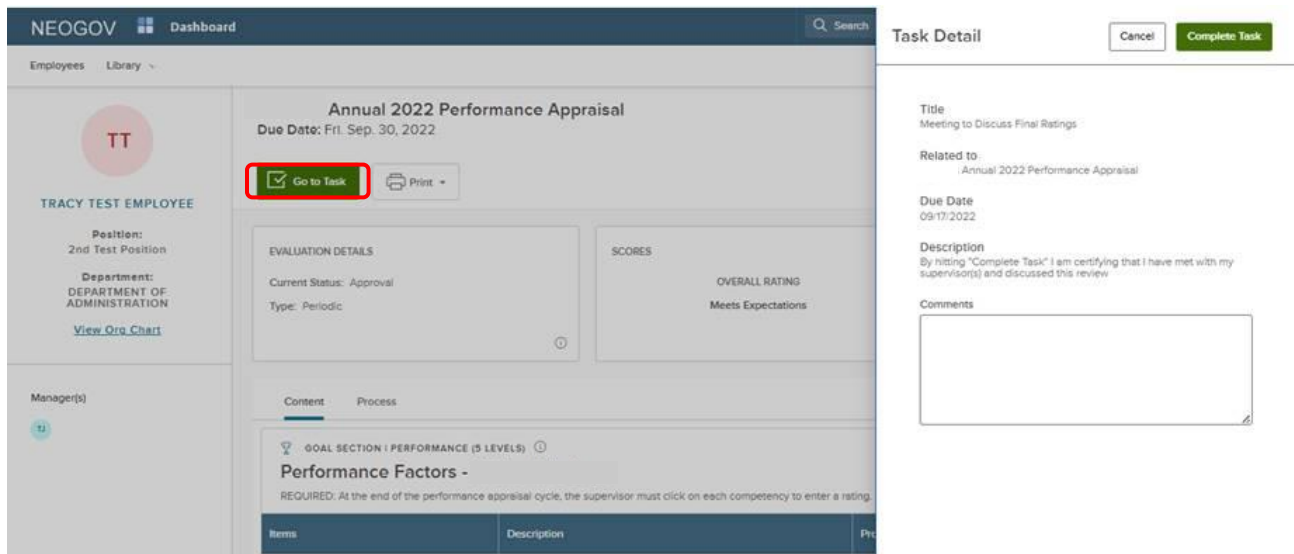 NEOGOV Dashboard
Search
Employees Library
TT
TRACY TEST EMPLOYEE
Position:
2nd Test Position
Department:
DEPARTMENT OF
ADMINISTRATION
View Org Chart
Manager(s)
TJ
Annual 2022 Performance Appraisal
Due Date: Fri. Sep. 30, 2022
Go to Task
Print
EVALUATION DETAILS
Current Status: Approval
Type: Periodic
SCORES
OVERALL RATING
Meets Expectations
Content Process
GOAL SECTION | PERFORMANCE (5 LEVELS)
Performance Factors -
REQUIRED: At the end of the performance appraisal cycle, the supervisor must click on each competency to enter a rating.
Items Description
Task Detail
Cancel
Complete Task
Title
Meeting to Discuss Final Ratings
Related to
Annual 2022 Performance Appraisal
Due Date
09/17/2022
Description
By hitting "Complete Task" I am certifying that I have met with my
supervisor(s) and discussed this review
Comments